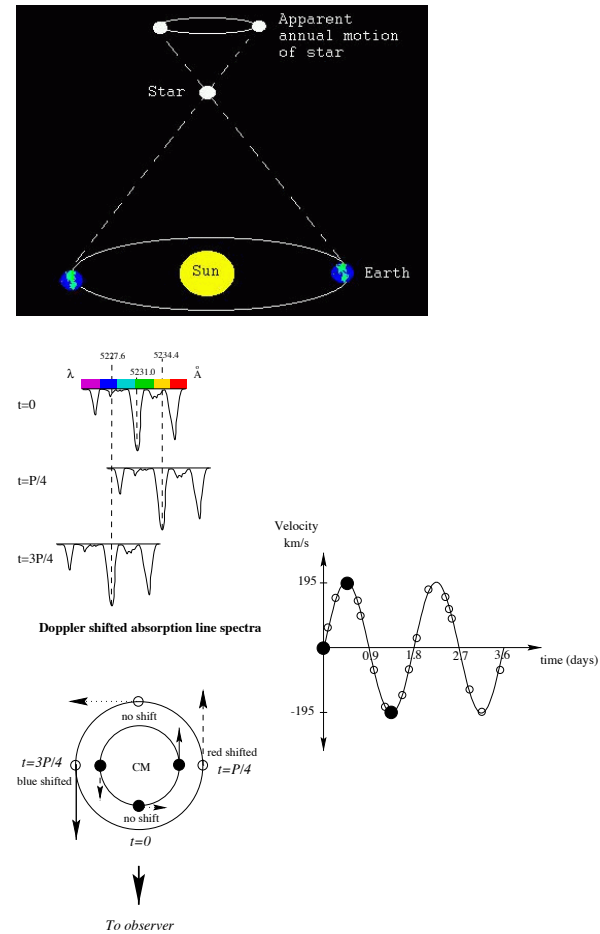 Apparent
annual motion
of star
Star
Sun
Earth
5227.6
5234.4
5231.0
λ
Å
t=0
t=P/4
t=3P/4
Doppler shifted absorption line spectra
Velocity
km/s
195
0.9
1.8
2.7
3.6
time (days)
-195
no shift
t=3P/4
blue shifted
CM
red shifted
t=P/4
no shift
t=0
To observer